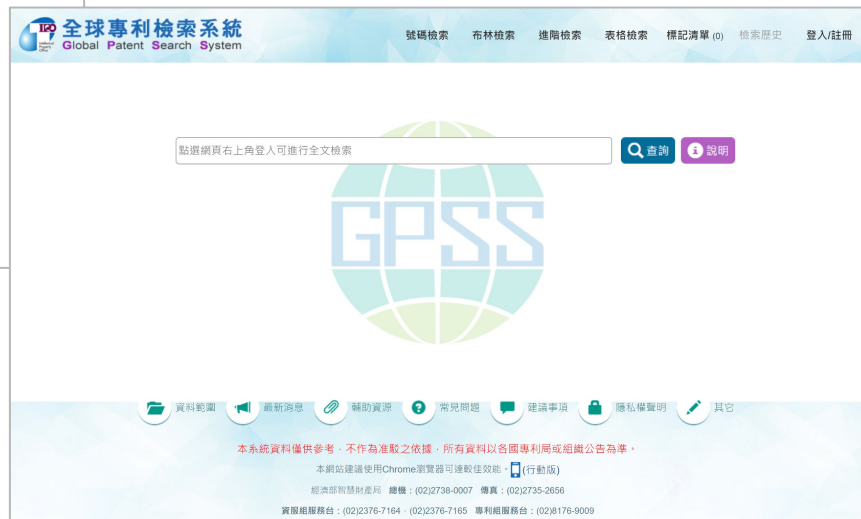 TIPO
Intellectual
Property
Office
全球專利檢索系統
Global Patent Search System
號碼檢索 布林檢索 進階檢索 表格檢索 標記清單 (0) 檢索歷史 登入/註冊
點選網頁右上角登入可進行全文檢索
查詢 說明
GPSS
資料範圍 最新消息 輔助資源 常見問題 建議事項 隱私權聲明 其它
本系統資料僅供參考，不作為准駁之依據，所有資料以各國專利局或組織公告為準。
本網站建議使用Chrome瀏覽器可達較佳效能。(行動版)
經濟部智慧財產局 總機：(02)2738-0007 傳真：(02)2735-2656
資服組服務台：(02)2376-7164．(02)2376-7165 專利組服務台：(02)8176-9009